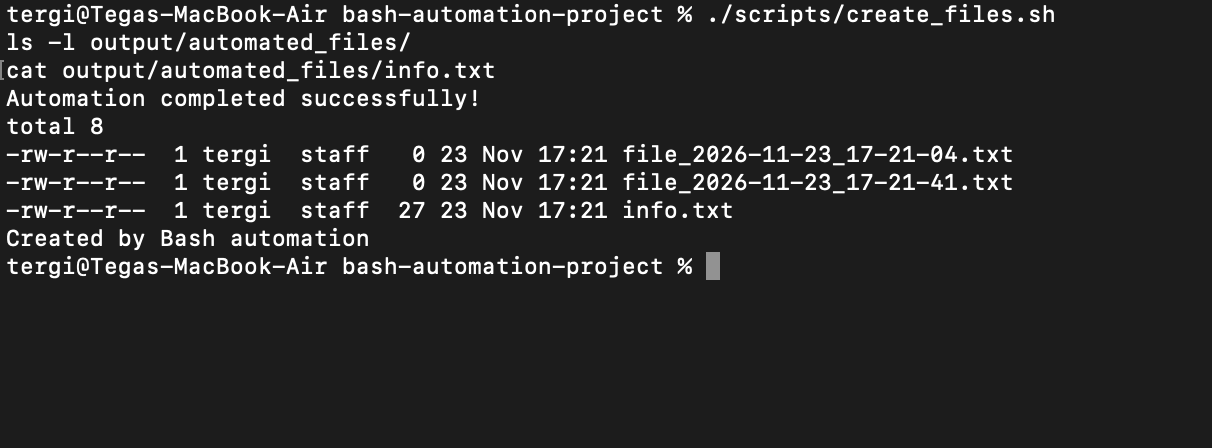 tergi@Tegas-MacBook-Air bash-automation-project % ./scripts/create_files.sh
ls -l output/automated_files/
[cat output/automated_files/info.txt
Automation completed successfully!
total 8
-rw-r--r--  1 tergi  staff   0 23 Nov 17:21 file_2026-11-23_17-21-04.txt
-rw-r--r--  1 tergi  staff   0 23 Nov 17:21 file_2026-11-23_17-21-41.txt
-rw-r--r--  1 tergi  staff  27 23 Nov 17:21 info.txt
Created by Bash automation
tergi@Tegas-MacBook-Air bash-automation-project %